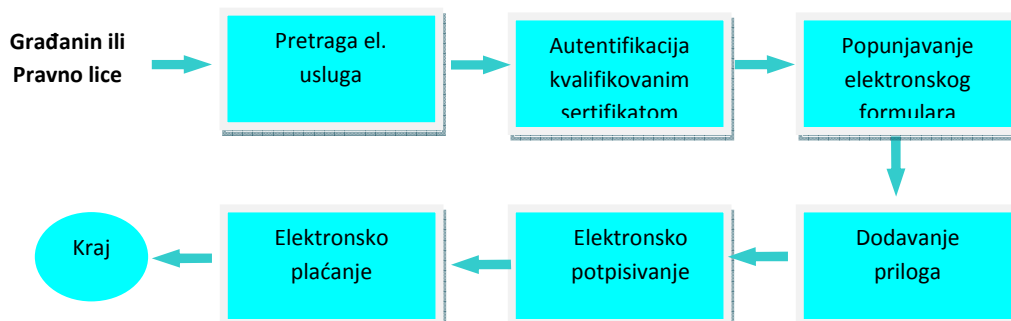 Građanin ili
Pravno lice
Pretraga el.
usluga
Autentifikacija
kvalifikovanim
sertifikatom
Popunjavanje
elektronskog
formulara
Kraj
Elektronsko
plaćanje
Elektronsko
potpisivanje
Dodavanje
priloga